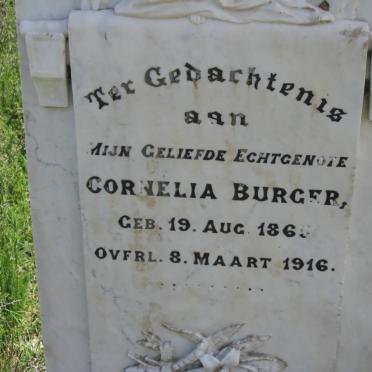 Ter Gedachtenis
aan
Mijn Geliefde Echtgenote
Cornelia Burger,
Geb. 19. Aug.
Overl. 8. Maart 1916.